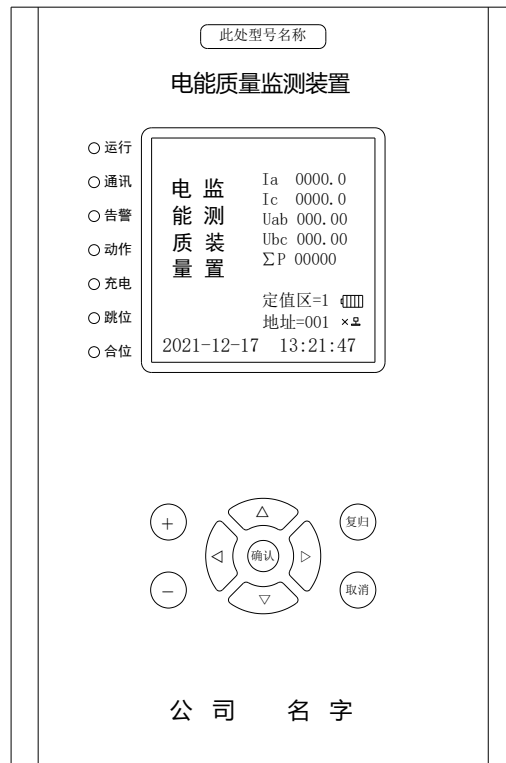 此处型号名称
电能质量监测装置
运行
通讯
告警
动作
充电
跳位
合位
电能质量
监测装置
Ia 0000.0
Ic 0000.0
Uab 000.00
Ubc 000.00
∑P 00000
定值区=1
地址=001 ×
2021-12-17 13:21:47
+
−
△
◁
确认
▷
▽
复归
取消
公司 名字